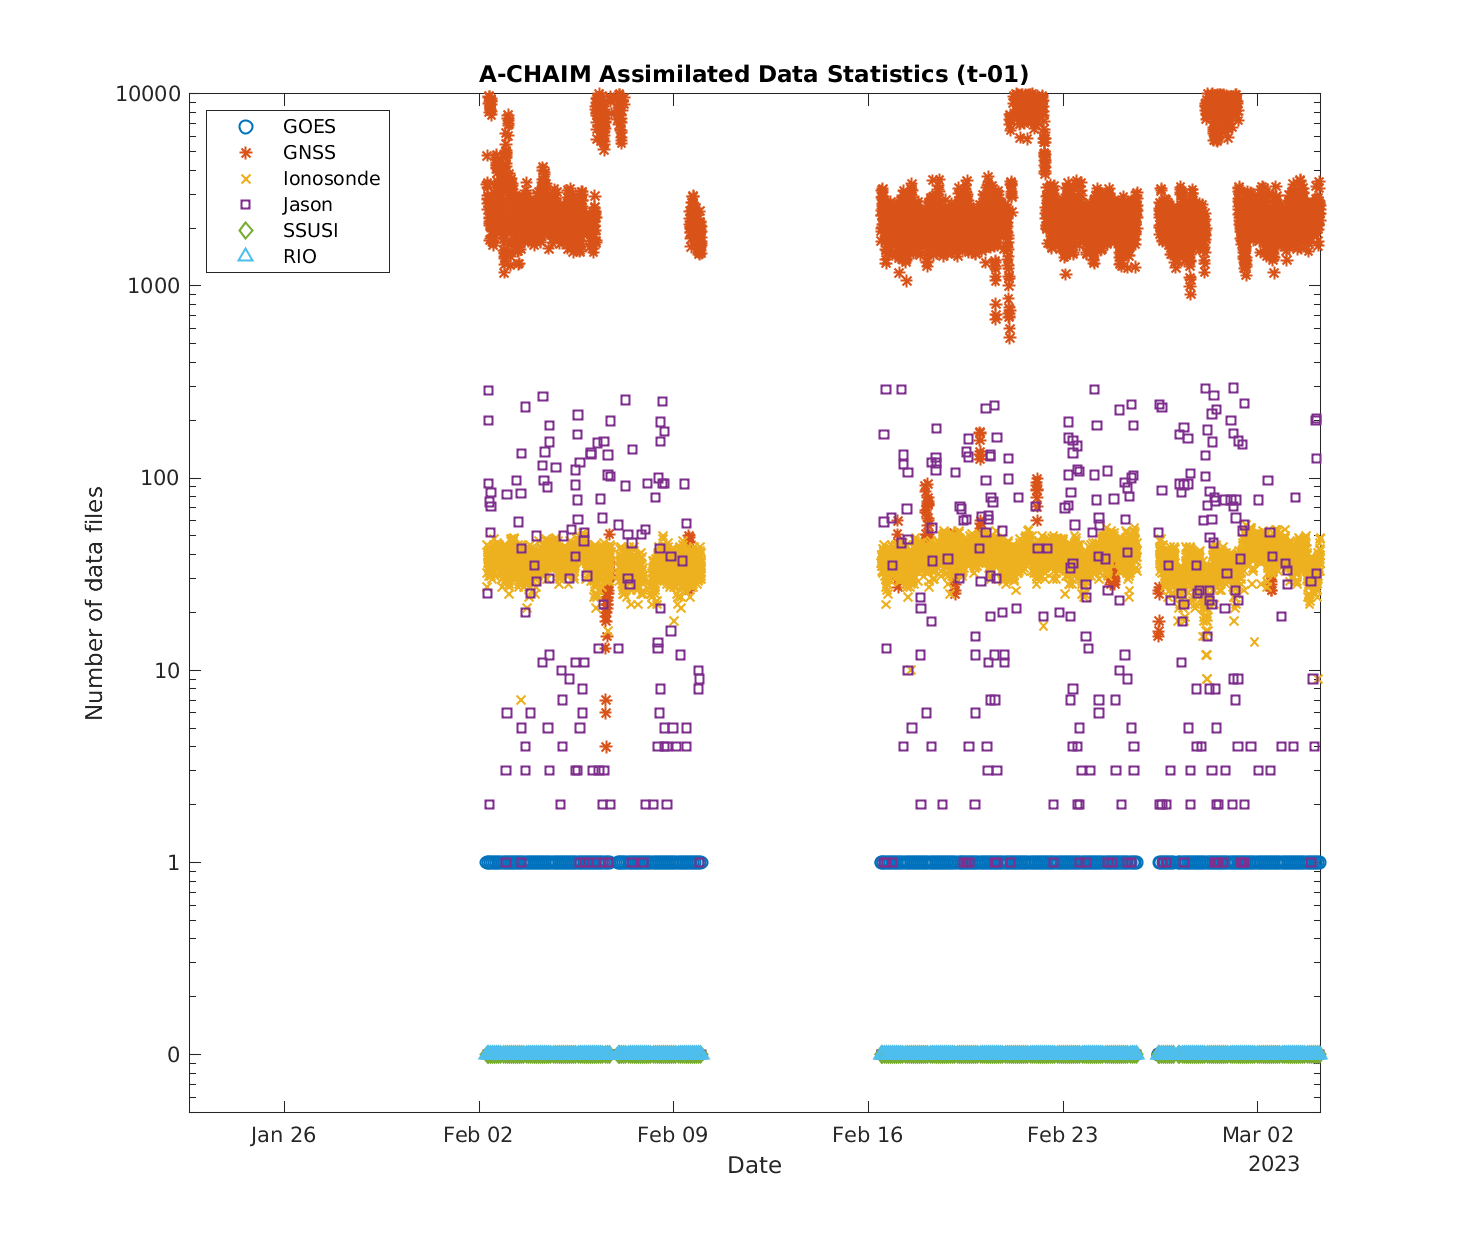 A-CHAIM Assimilated Data Statistics (t-01)
10000
1000
100
10
1
0
Number of data files
GOES
GNSS
Ionosonde
Jason
SSUSI
RIO
Jan 26
Feb 02
Feb 09
Feb 16
Feb 23
Mar 02
2023
Date